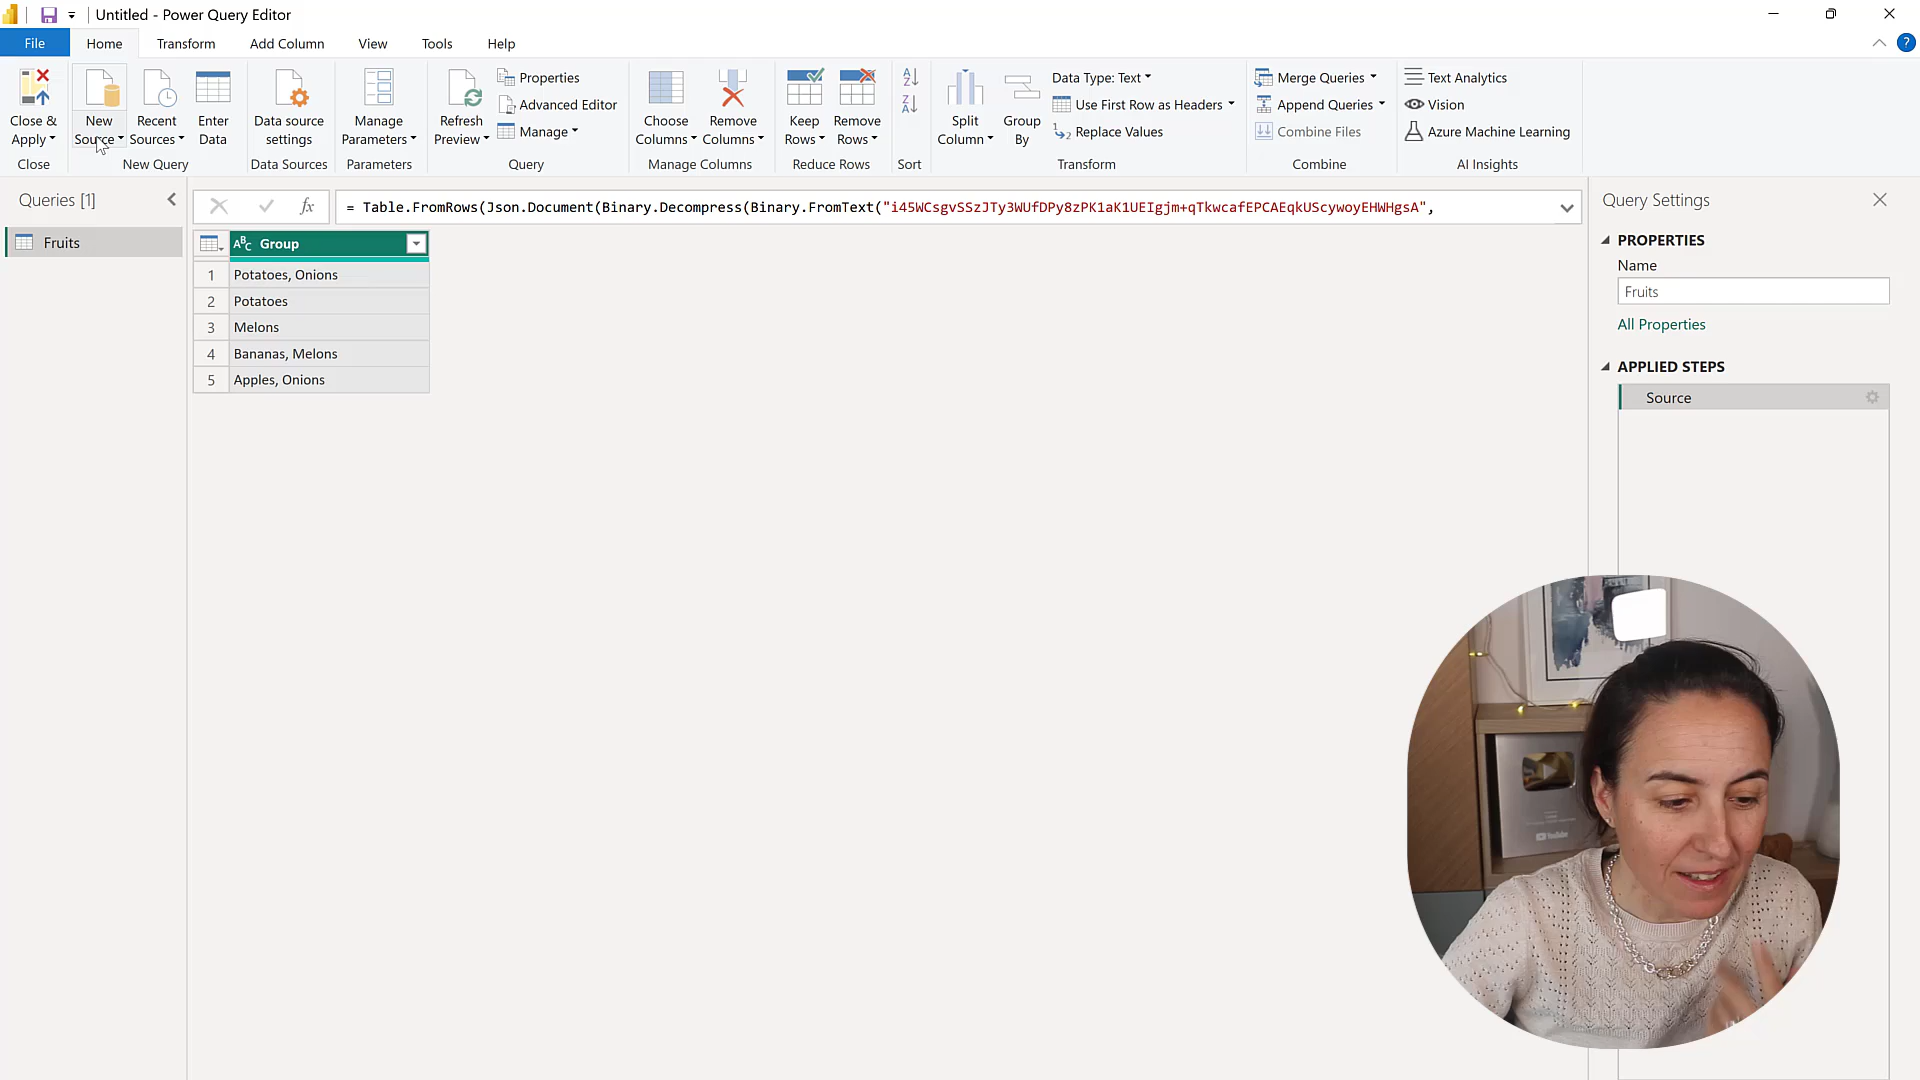 Untitled - Power Query Editor
File Home Transform Add Column View Tools Help
Close & Apply
Close
New Source
Recent Sources
Enter Data
New Query
Data source settings
Data Sources
Manage Parameters
Parameters
Refresh Preview
Properties
Advanced Editor
Manage
Query
Choose Columns
Remove Columns
Manage Columns
Keep Rows
Remove Rows
Reduce Rows
Sort
Split Column
Group By
Data Type: Text
Use First Row as Headers
Replace Values
Transform
Merge Queries
Append Queries
Combine Files
Combine
Text Analytics
Vision
Azure Machine Learning
AI Insights
Queries [1]
Fruits
fx
= Table.FromRows(Json.Document(Binary.Decompress(Binary.FromText("i45WCsgvSSzJTy3WUfDPy8zPK1aK1UEIgjm+qTkwcafEPCAEqkUScywoyEHWHgsA",
ABC Group
1 Potatoes, Onions
2 Potatoes
3 Melons
4 Bananas, Melons
5 Apples, Onions
Query Settings
PROPERTIES
Name
Fruits
All Properties
APPLIED STEPS
Source
YouTube